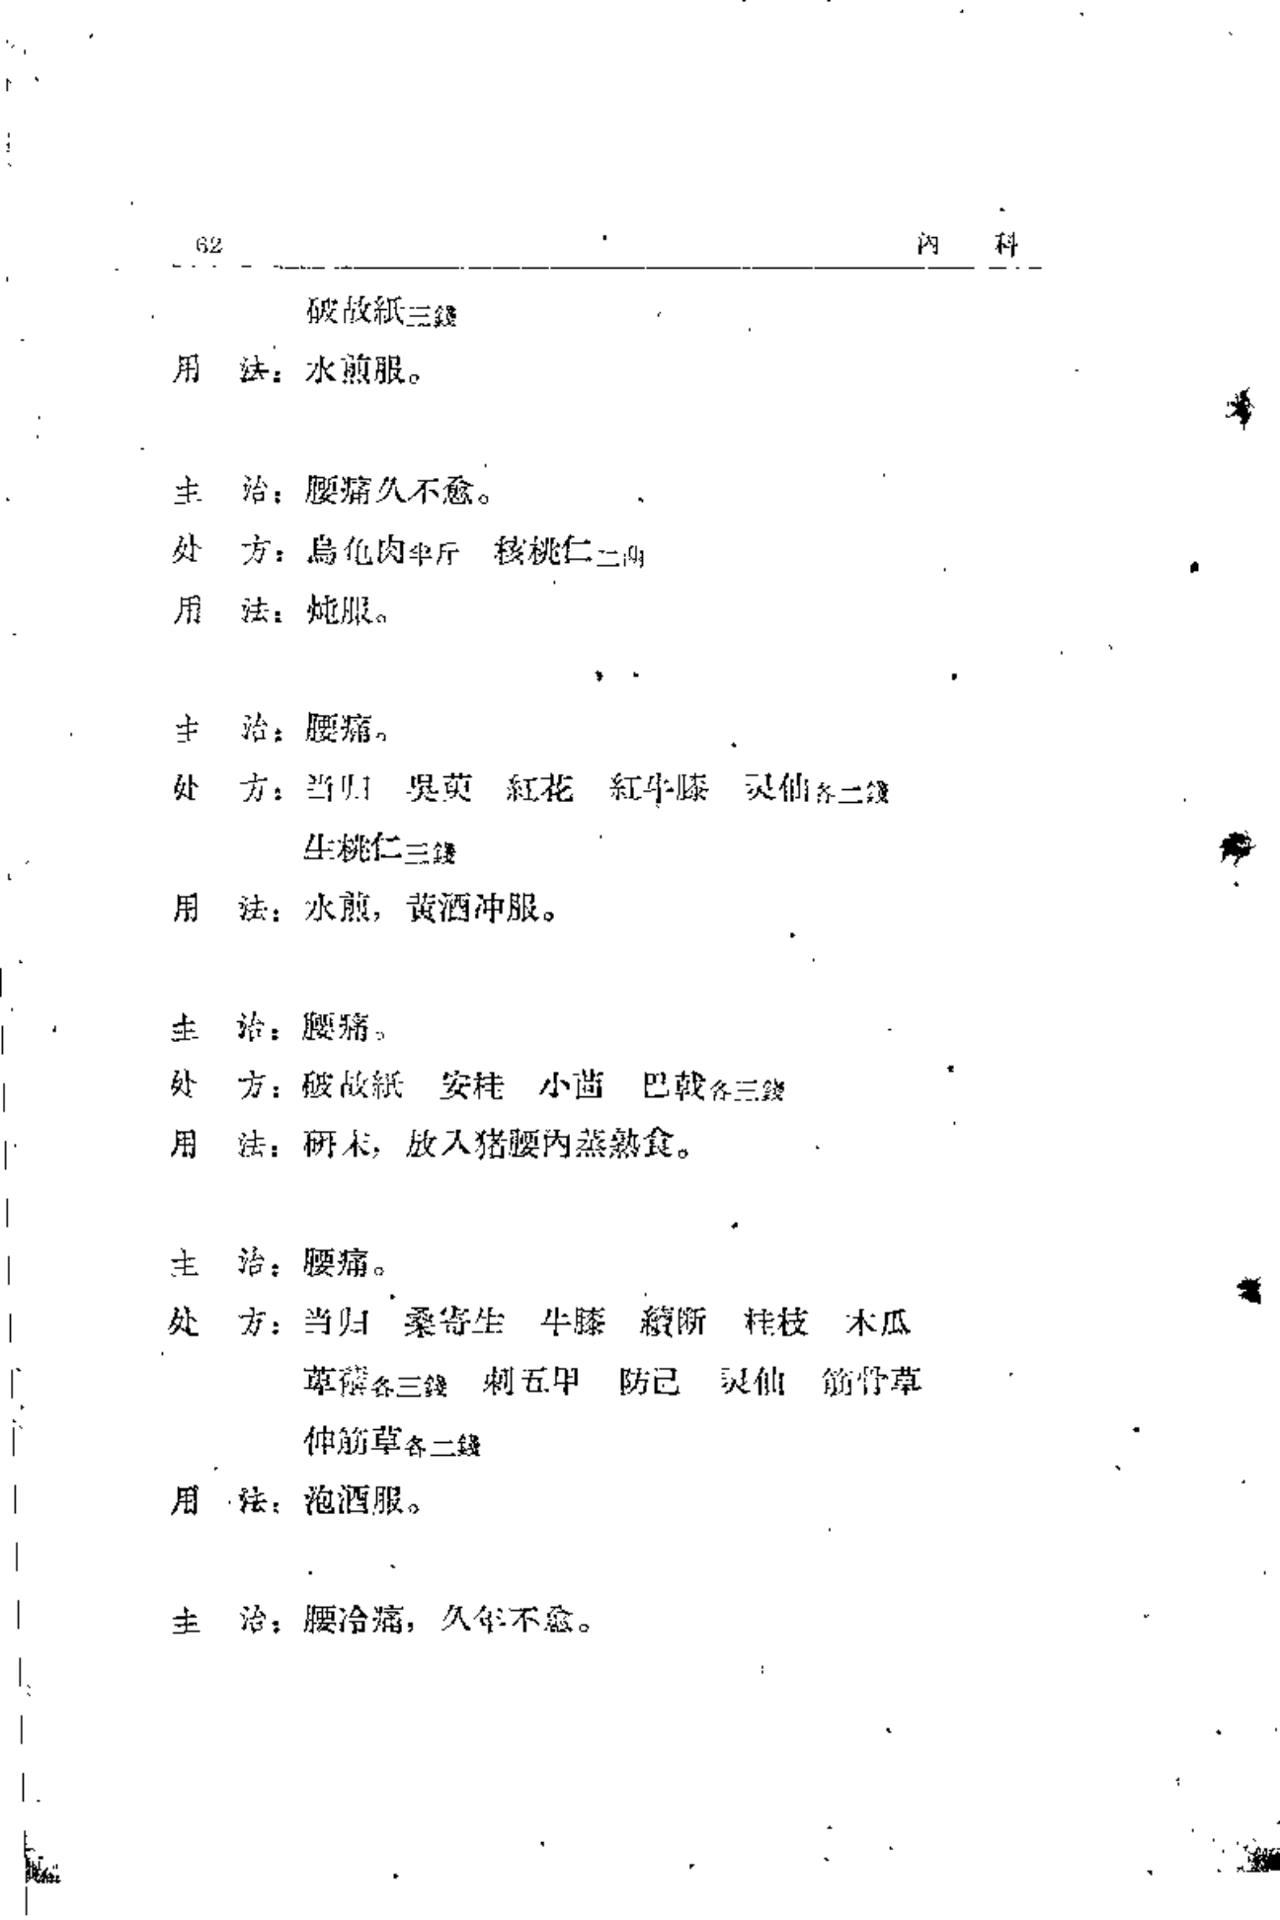 62　內　科
破故紙三錢
用　法：水煎服。
主　治：腰痛久不愈。
处　方：烏龟肉半斤　核桃仁二兩
用　法：炖服。
主　治：腰痛。
处　方：当归　吳萸　紅花　紅牛膝　灵仙各二錢
生桃仁三錢
用　法：水煎，黄酒冲服。
主　治：腰痛。
处　方：破故紙　安桂　小茴　巴戟各三錢
用　法：研末，放入猪腰內蒸熟食。
主　治：腰痛。
处　方：当归　桑寄生　牛膝　續断　桂枝　木瓜
萆薢各三錢　刺五甲　防己　灵仙　筋骨草
伸筋草各二錢
用　法：泡酒服。
主　治：腰冷痛，久年不愈。